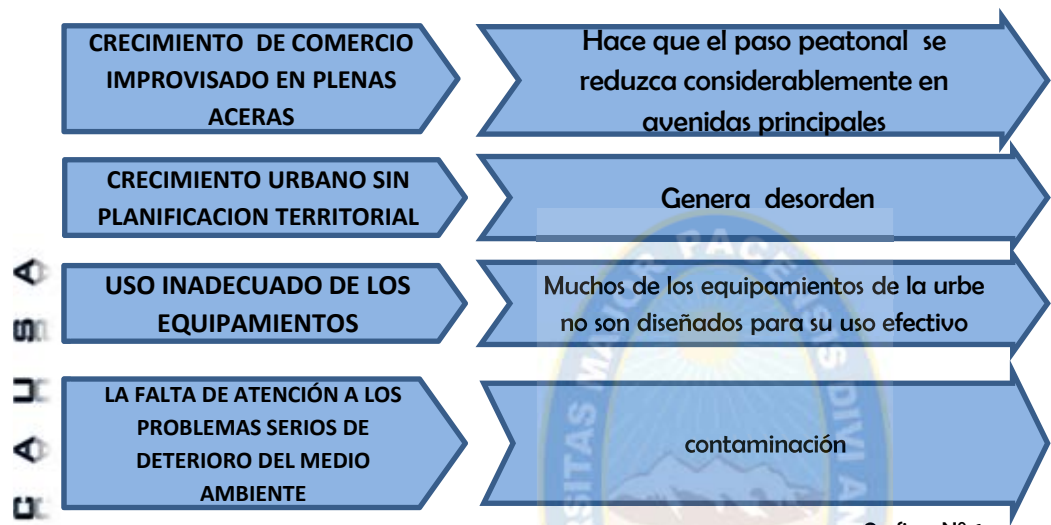 CRECIMIENTO DE COMERCIO
IMPROVISADO EN PLENAS
ACERAS
Hace que el paso peatonal se
reduzca considerablemente en
avenidas principales
CRECIMIENTO URBANO SIN
PLANIFICACION TERRITORIAL
Genera desorden
USO INADECUADO DE LOS
EQUIPAMIENTOS
Muchos de los equipamientos de la urbe
no son diseñados para su uso efectivo
LA FALTA DE ATENCIÓN A LOS
PROBLEMAS SERIOS DE
DETERIORO DEL MEDIO
AMBIENTE
contaminación
CAUSA
MAIOR PACENSIS DIVI